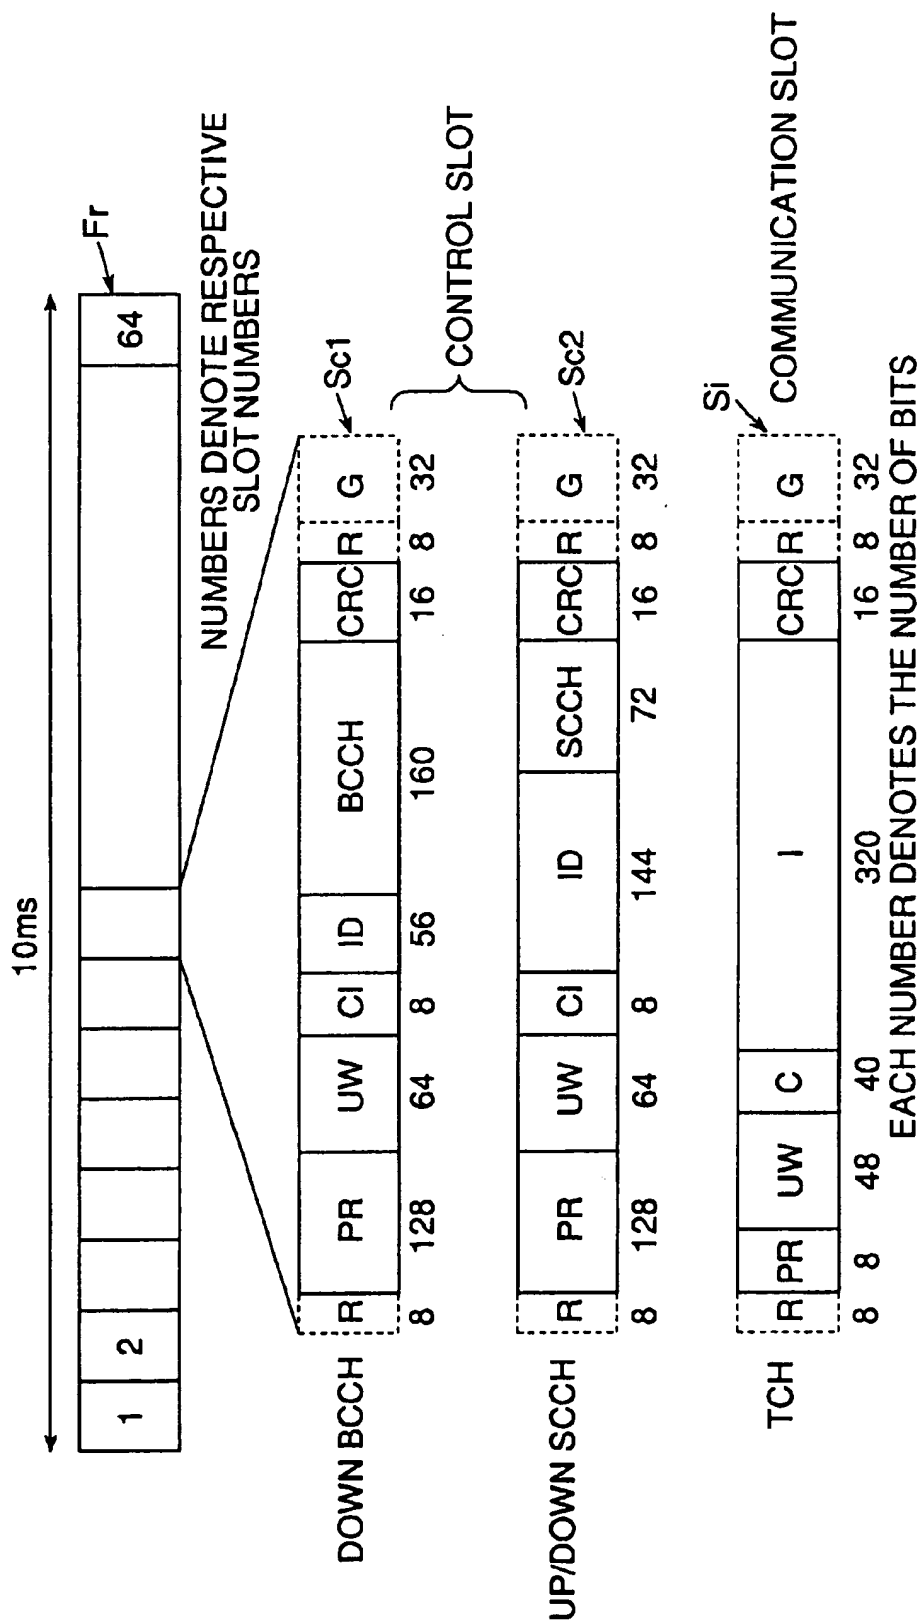 10ms
1 2 64
Fr
NUMBERS DENOTE RESPECTIVE
SLOT NUMBERS
DOWN BCCH
R PR UW CI ID BCCH CRC R G
8 128 64 8 56 160 16 8 32
Sc1
CONTROL SLOT
UP/DOWN SCCH
R PR UW CI ID SCCH CRC R G
8 128 64 8 144 72 16 8 32
Sc2
TCH
R PR UW C I CRC R G
8 8 48 40 320 16 8 32
Si
COMMUNICATION SLOT
EACH NUMBER DENOTES THE NUMBER OF BITS